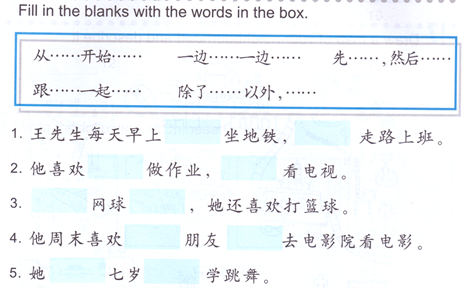 Fill in the blanks with the words in the box.
从……开始…… 一边……一边…… 先……,然后……
跟……一起…… 除了……以外,……
1. 王先生每天早上 坐地铁, 走路上班。
2. 他喜欢 做作业, 看电视。
3. 网球 ,她还喜欢打篮球。
4. 他周末喜欢 朋友 去电影院看电影。
5. 她 七岁 学跳舞。